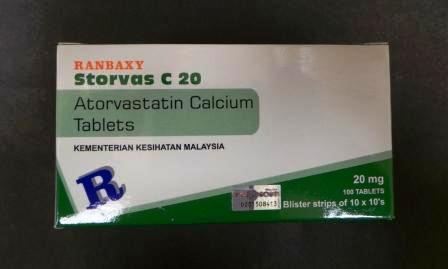 RANBAXY
Storvas C 20
Atorvastatin Calcium
Tablets
KEMENTERIAN KESIHATAN MALAYSIA
R
20 mg
100 TABLETS
Blister strips of 10 x 10's